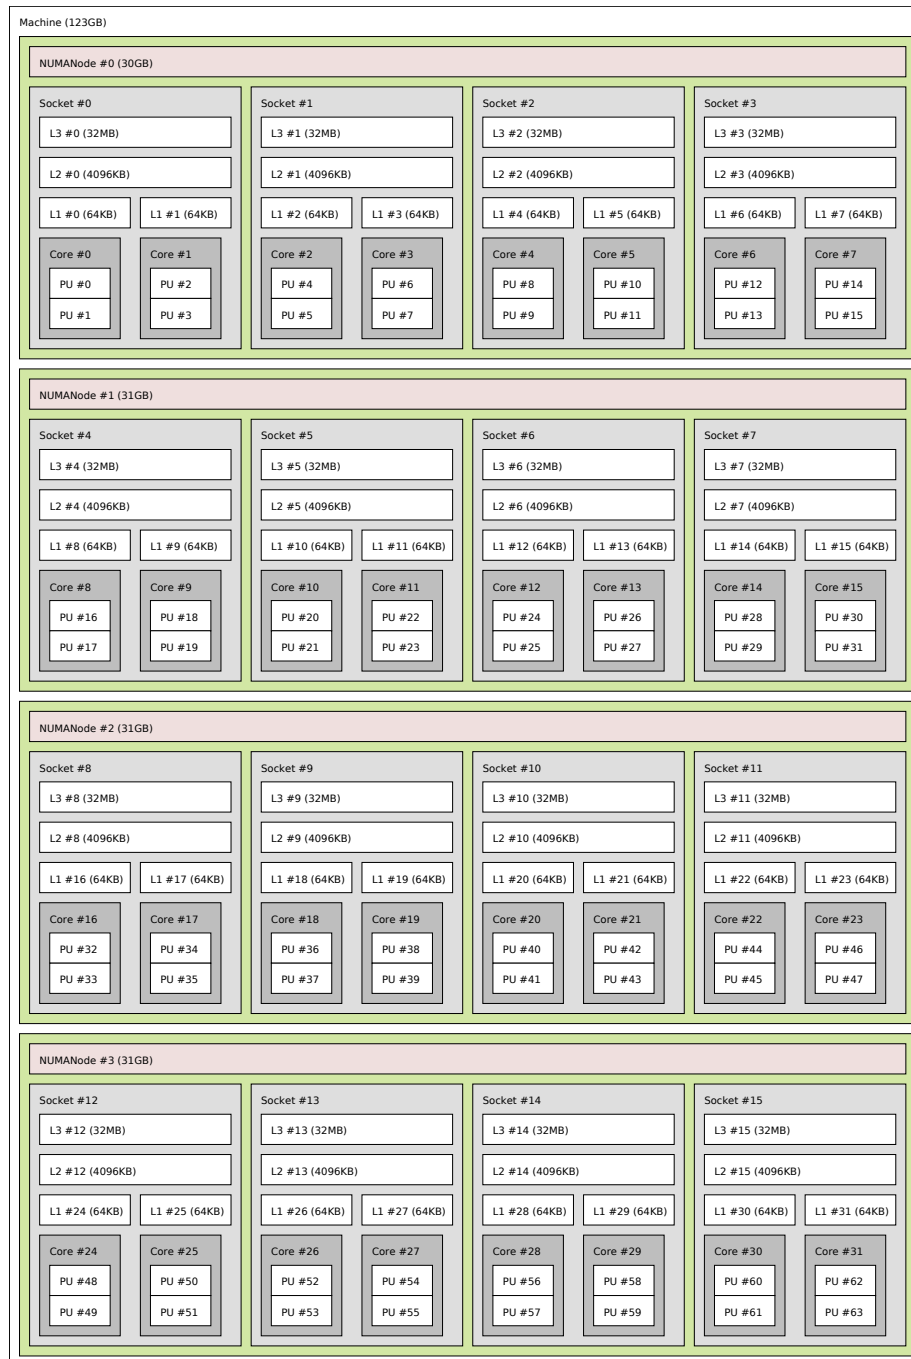 Machine (123GB)
NUMANode #0 (30GB)
Socket #0 Socket #1 Socket #2 Socket #3
L3 #0 (32MB) L3 #1 (32MB) L3 #2 (32MB) L3 #3 (32MB)
L2 #0 (4096KB) L2 #1 (4096KB) L2 #2 (4096KB) L2 #3 (4096KB)
L1 #0 (64KB) L1 #1 (64KB) L1 #2 (64KB) L1 #3 (64KB) L1 #4 (64KB) L1 #5 (64KB) L1 #6 (64KB) L1 #7 (64KB)
Core #0 Core #1 Core #2 Core #3 Core #4 Core #5 Core #6 Core #7
PU #0 PU #2 PU #4 PU #6 PU #8 PU #10 PU #12 PU #14
PU #1 PU #3 PU #5 PU #7 PU #9 PU #11 PU #13 PU #15
NUMANode #1 (31GB)
Socket #4 Socket #5 Socket #6 Socket #7
L3 #4 (32MB) L3 #5 (32MB) L3 #6 (32MB) L3 #7 (32MB)
L2 #4 (4096KB) L2 #5 (4096KB) L2 #6 (4096KB) L2 #7 (4096KB)
L1 #8 (64KB) L1 #9 (64KB) L1 #10 (64KB) L1 #11 (64KB) L1 #12 (64KB) L1 #13 (64KB) L1 #14 (64KB) L1 #15 (64KB)
Core #8 Core #9 Core #10 Core #11 Core #12 Core #13 Core #14 Core #15
PU #16 PU #18 PU #20 PU #22 PU #24 PU #26 PU #28 PU #30
PU #17 PU #19 PU #21 PU #23 PU #25 PU #27 PU #29 PU #31
NUMANode #2 (31GB)
Socket #8 Socket #9 Socket #10 Socket #11
L3 #8 (32MB) L3 #9 (32MB) L3 #10 (32MB) L3 #11 (32MB)
L2 #8 (4096KB) L2 #9 (4096KB) L2 #10 (4096KB) L2 #11 (4096KB)
L1 #16 (64KB) L1 #17 (64KB) L1 #18 (64KB) L1 #19 (64KB) L1 #20 (64KB) L1 #21 (64KB) L1 #22 (64KB) L1 #23 (64KB)
Core #16 Core #17 Core #18 Core #19 Core #20 Core #21 Core #22 Core #23
PU #32 PU #34 PU #36 PU #38 PU #40 PU #42 PU #44 PU #46
PU #33 PU #35 PU #37 PU #39 PU #41 PU #43 PU #45 PU #47
NUMANode #3 (31GB)
Socket #12 Socket #13 Socket #14 Socket #15
L3 #12 (32MB) L3 #13 (32MB) L3 #14 (32MB) L3 #15 (32MB)
L2 #12 (4096KB) L2 #13 (4096KB) L2 #14 (4096KB) L2 #15 (4096KB)
L1 #24 (64KB) L1 #25 (64KB) L1 #26 (64KB) L1 #27 (64KB) L1 #28 (64KB) L1 #29 (64KB) L1 #30 (64KB) L1 #31 (64KB)
Core #24 Core #25 Core #26 Core #27 Core #28 Core #29 Core #30 Core #31
PU #48 PU #50 PU #52 PU #54 PU #56 PU #58 PU #60 PU #62
PU #49 PU #51 PU #53 PU #55 PU #57 PU #59 PU #61 PU #63